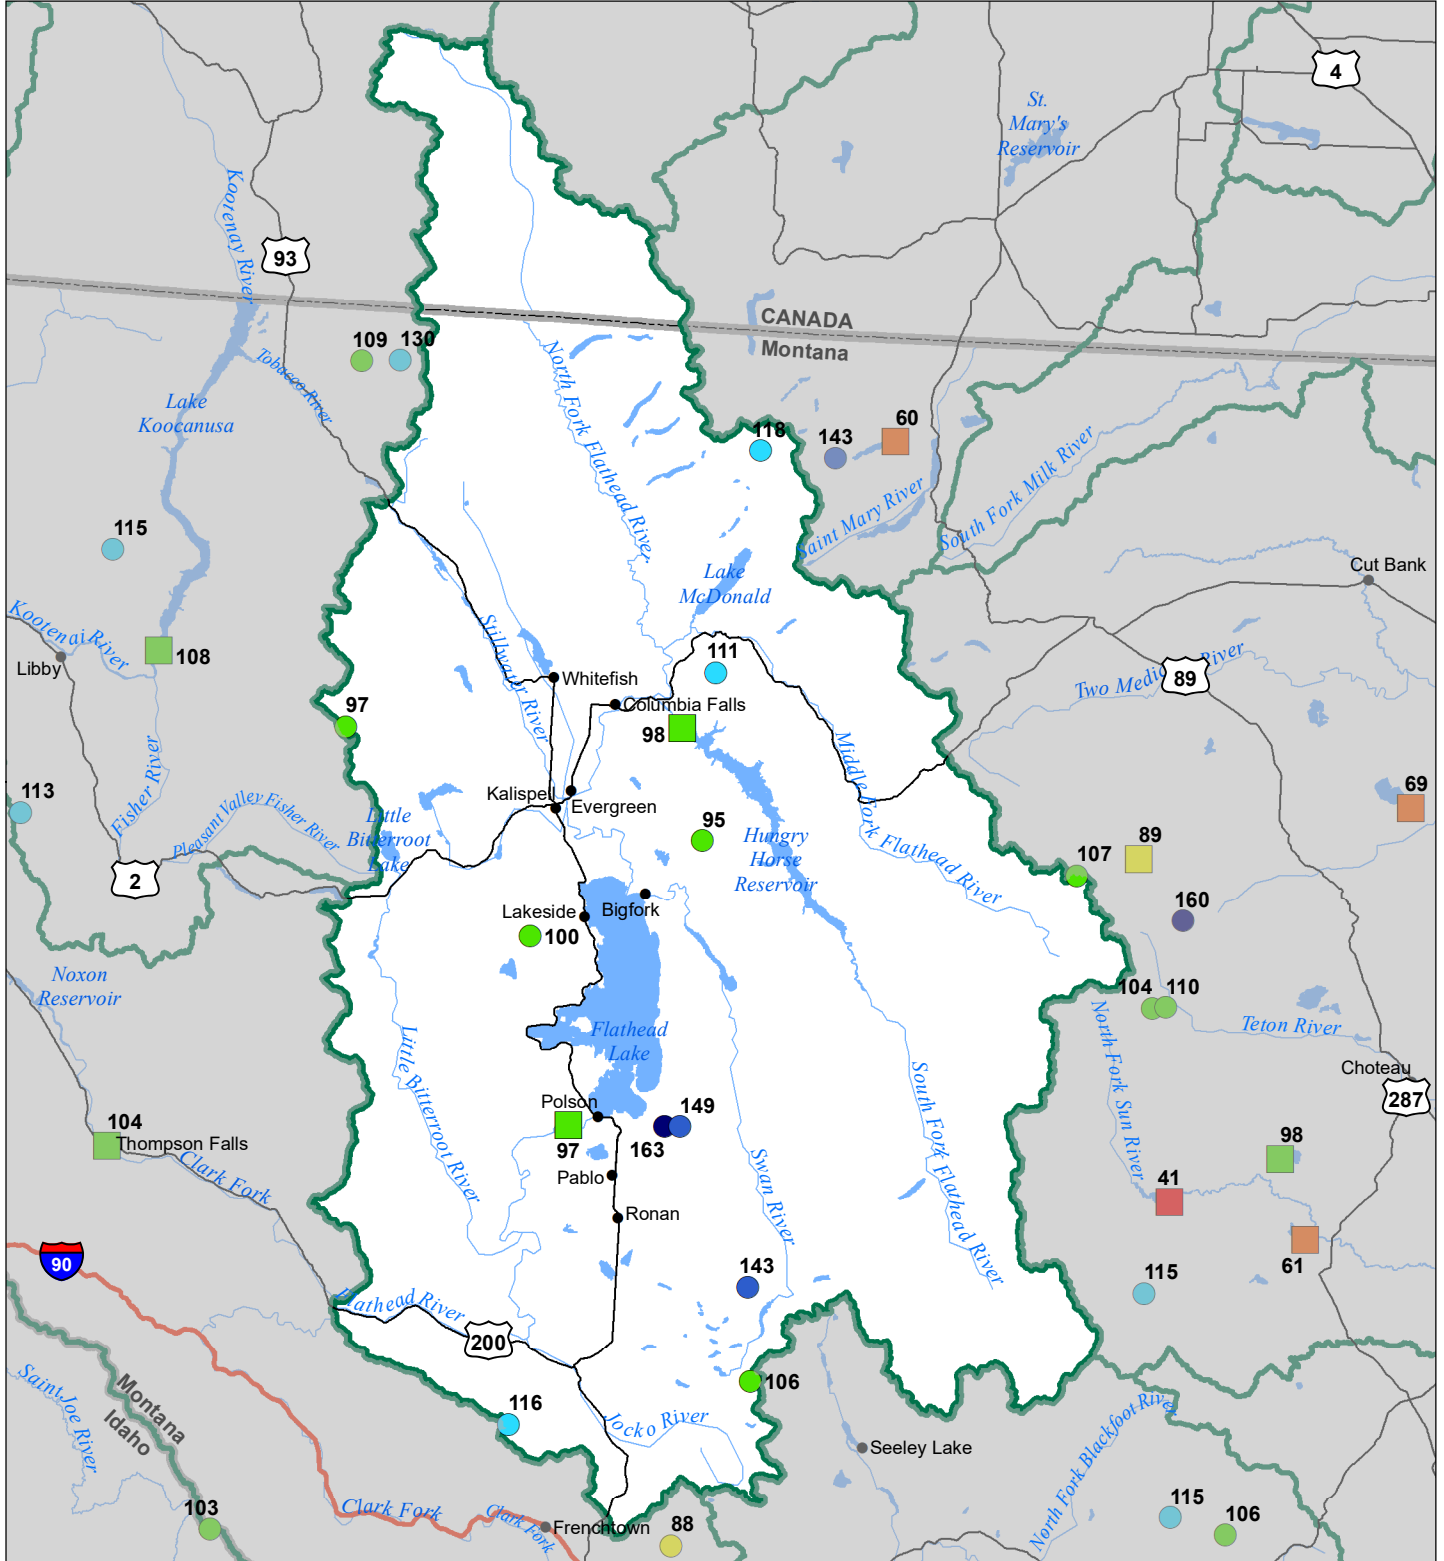 4
St.
Mary's
Reservoir
Kootenay River
93
CANADA
Montana
109
130
Tobacco River
North Fork Flathead River
Lake
Koocanusa
118
143
60
Saint Mary River
South Fork Milk River
115
Cut Bank
Lake
McDonald
Kootenai River
Libby
108
Stillwater River
111
Whitefish
Columbia Falls
98
97
Two Medic River
89
Middle Fork Flathead River
Fisher River
113
Pleasant Valley Fisher River
Little
Bitterroot
Lake
Kalispell
Evergreen
95
Hungry
Horse
Reservoir
69
89
107
2
160
Lakeside
Bigfork
100
Noxon
Reservoir
104
110
Teton River
Flathead
Lake
Little Bitterroot River
North Fork Sun River
South Fork Flathead River
Choteau
287
104
Thompson Falls
Clark Fork
Polson
97
163
149
98
Pablo
Swan River
41
Ronan
61
90
143
115
Flathead River
200
106
116
Jocko River
Montana
Idaho
Saint Joe River
North Fork Blackfoot River
Seeley Lake
103
Clark Fork
Clark Fork
Frenchtown
88
115
106